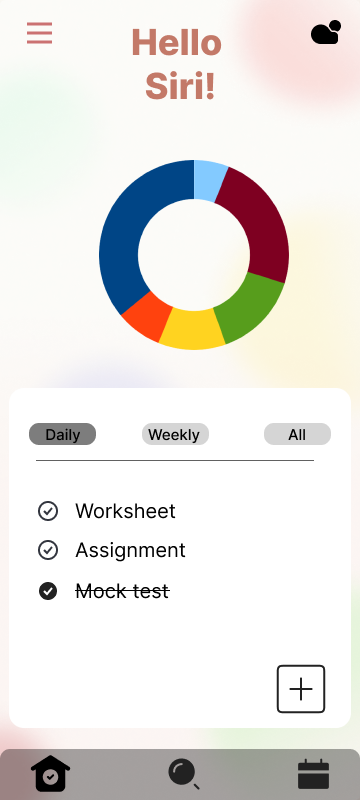 Hello
Siri!
Daily Weekly All
Worksheet
Assignment
Mock test